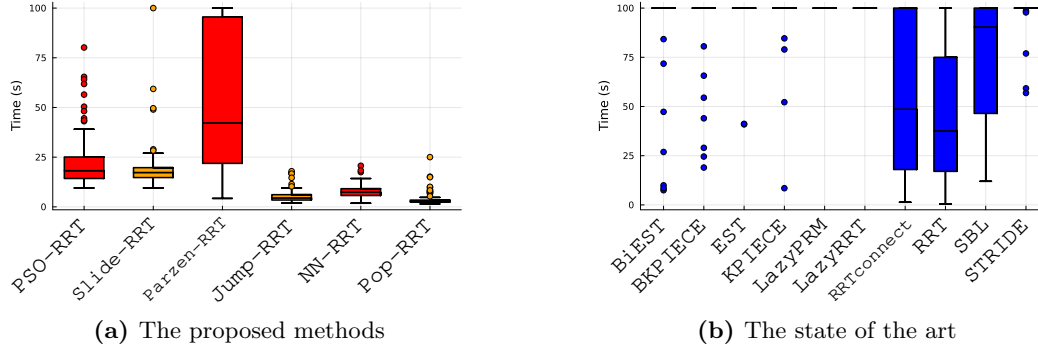 100
75
50
25
0
Time (s)
PSO-RRT
Slide-RRT
Parzen-RRT
Jump-RRT
NN-RRT
Pop-RRT
(a) The proposed methods
100
75
50
25
0
Time (s)
BiEST
BKPIECE
EST
KPIECE
LazyPRM
LazyRRT
RRTconnect
RRT
SBL
STRIDE
(b) The state of the art